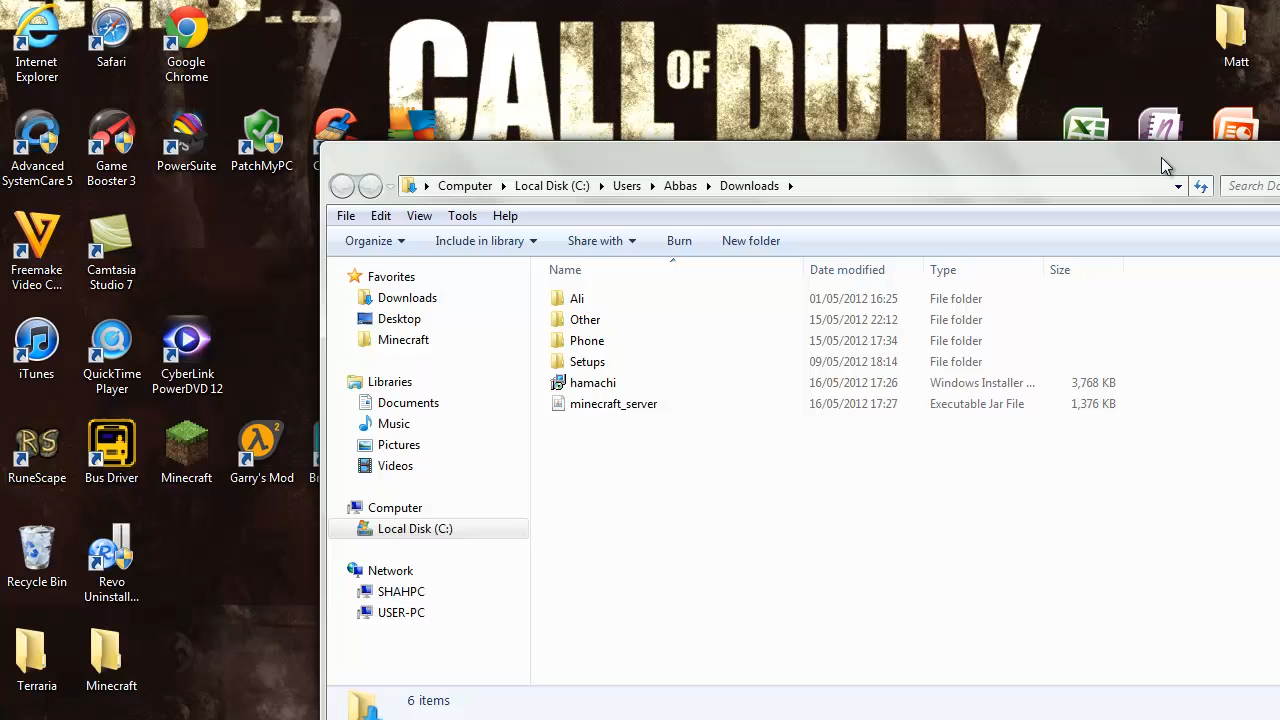 CALL OF DUTY
Internet
Explorer
Safari
Google
Chrome
Matt
Advanced
SystemCare 5
Game
Booster 3
PowerSuite
PatchMyPC
Computer
Local Disk (C:)
Users
Abbas
Downloads
File
Edit
View
Tools
Help
Organize
Include in library
Share with
Burn
New folder
Favorites
Downloads
Desktop
Minecraft
Libraries
Documents
Music
Pictures
Videos
Computer
Local Disk (C:)
Network
SHAHPC
USER-PC
Name
Date modified
Type
Size
Ali
01/05/2012 16:25
File folder
Other
15/05/2012 22:12
File folder
Phone
15/05/2012 17:34
File folder
Setups
09/05/2012 18:14
File folder
hamachi
16/05/2012 17:26
Windows Installer ...
3,768 KB
minecraft_server
16/05/2012 17:27
Executable Jar File
1,376 KB
6 items
Freemake
Video C...
Camtasia
Studio 7
iTunes
QuickTime
Player
CyberLink
PowerDVD 12
RS
RuneScape
Bus Driver
Minecraft
2
Garry's Mod
Recycle Bin
Revo
Uninstall...
Terraria
Minecraft